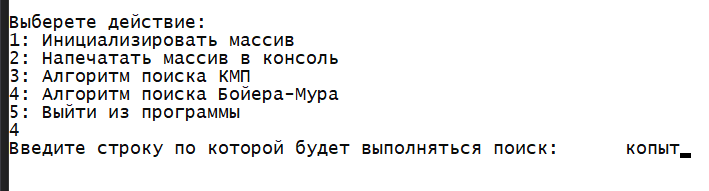 Выберете действие:
1: Инициализировать массив
2: Напечатать массив в консоль
3: Алгоритм поиска КМП
4: Алгоритм поиска Бойера-Мура
5: Выйти из программы
4
Введите строку по которой будет выполняться поиск: копыт